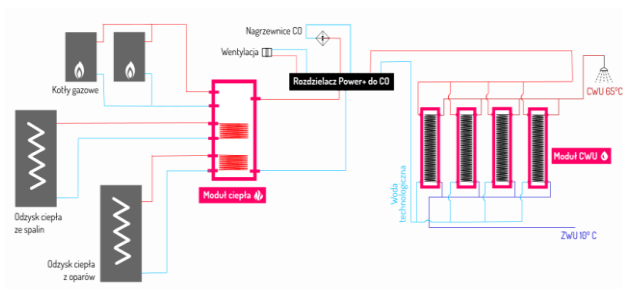 Nagrzewnice CO
Wentylacja
Rozdzielacz Power+ do CO
Kotły gazowe
CWU 65°C
Moduł CWU
Woda
technologiczna
Moduł ciepła
Odzysk ciepła
ze spalin
ZWU 10° C
Odzysk ciepła
z oparów